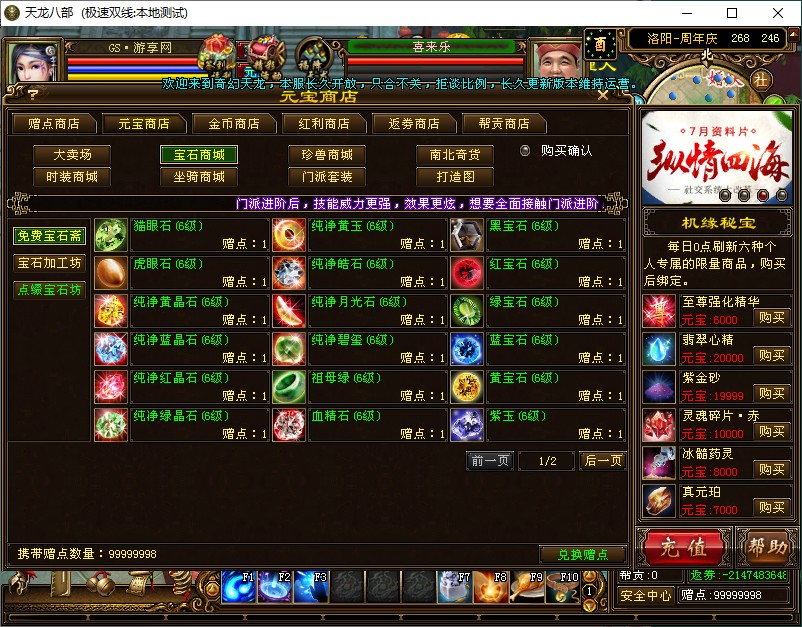 天龙八部 (极速双线:本地测试)
GS·游享网
喜来乐
酉
洛阳-周年庆 268 246
北
社
欢迎来到奇幻天龙，本服长久开放，只合不关，拒谈比例，长久更新版本维持运营。
? 元宝商店
赠点商店 元宝商店 金币商店 红利商店 返券商店 帮贡商店
大卖场 宝石商城 珍兽商城 南北奇货 购买确认
时装商城 坐骑商城 门派套装 打造图
门派进阶后，技能威力更强，效果更炫，想要全面接触门派进阶
免费宝石斋
宝石加工坊
点缀宝石坊
猫眼石(6级) 赠点：1
纯净黄玉(6级) 赠点：1
黑宝石(6级) 赠点：1
虎眼石(6级) 赠点：1
纯净皓石(6级) 赠点：1
红宝石(6级) 赠点：1
纯净黄晶石(6级) 赠点：1
纯净月光石(6级) 赠点：1
绿宝石(6级) 赠点：1
纯净蓝晶石(6级) 赠点：1
纯净碧玺(6级) 赠点：1
蓝宝石(6级) 赠点：1
纯净红晶石(6级) 赠点：1
祖母绿(6级) 赠点：1
黄宝石(6级) 赠点：1
纯净绿晶石(6级) 赠点：1
血精石(6级) 赠点：1
紫玉(6级) 赠点：1
前一页 1/2 后一页
携带赠点数量：99999998
兑换赠点
7月资料片
纵情四海
机缘秘宝
每日0点刷新六种个
人专属的限量商品，购买
后绑定。
至尊强化精华
元宝:6000 购买
翡翠心精
元宝:20000 购买
紫金砂
元宝:19999 购买
灵魂碎片·赤
元宝:10000 购买
冰髓药灵
元宝:8000 购买
真元珀
元宝:7000 购买
充值 帮助
F1 F2 F3 F7 F8 F9 F10
1
帮贡:0 返券:-2147483648
安全中心 赠点:99999998